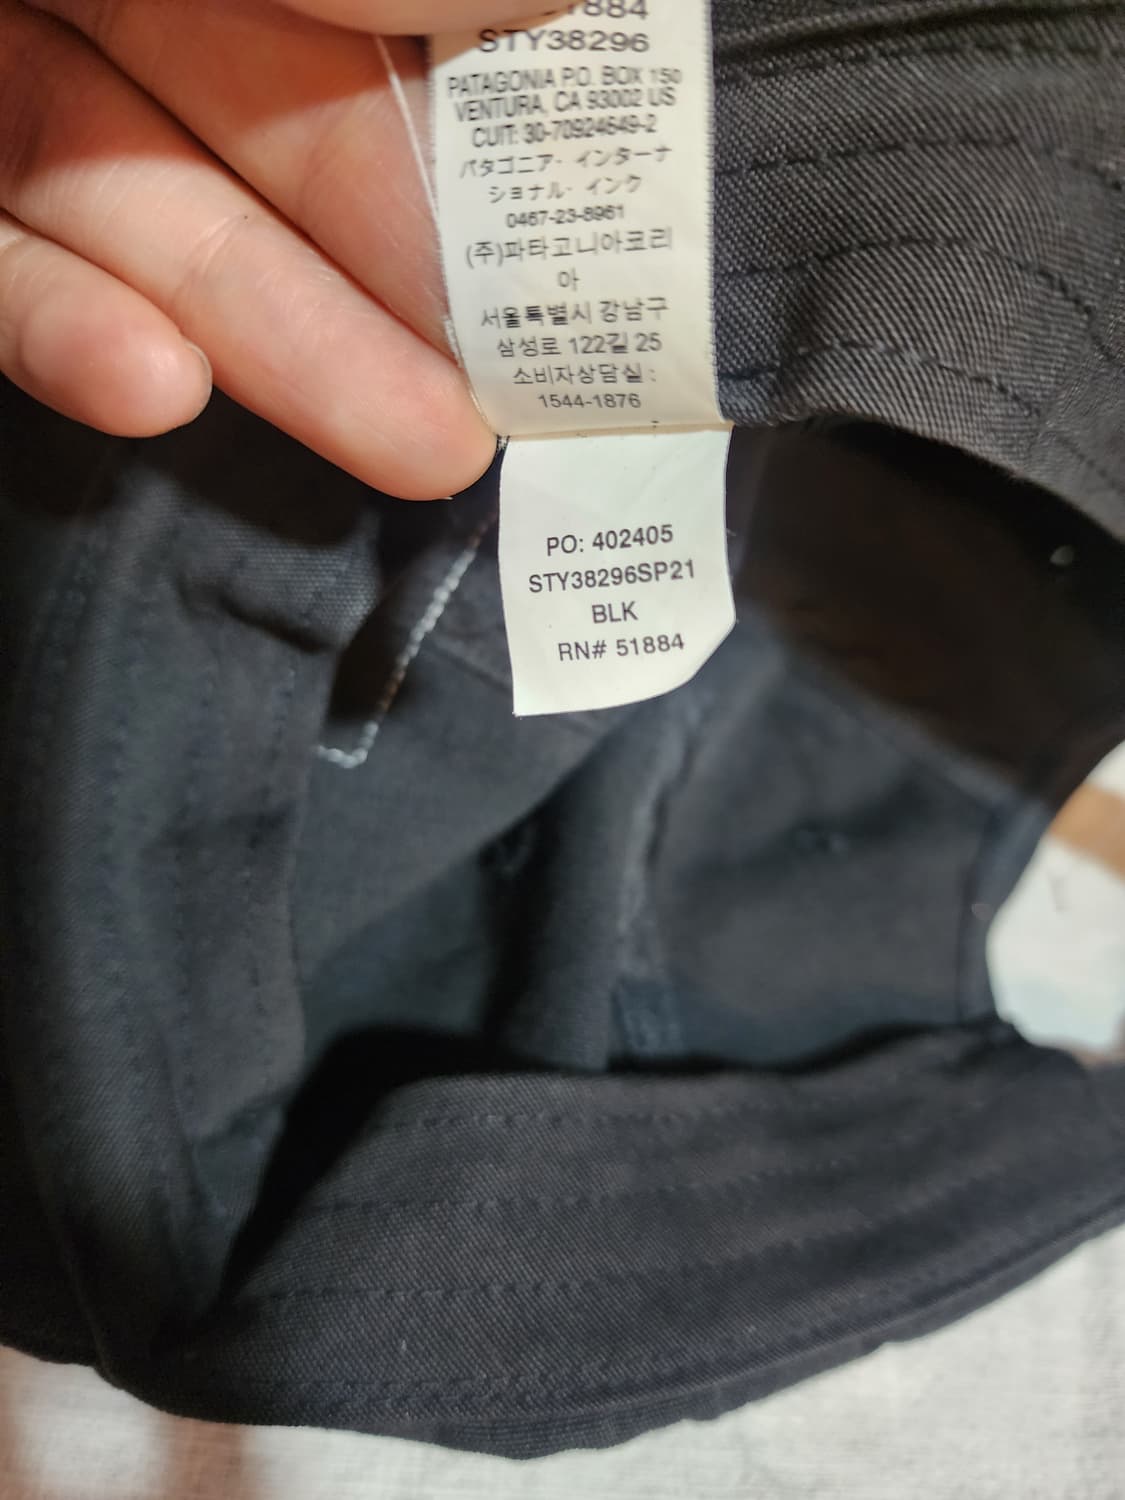 51884
STY38296
PATAGONIA P.O. BOX 150
VENTURA, CA 93002 US
CUIT: 30-70924649-2
パタゴニア・インターナ
ショナル・インク
0467-23-8961
(주)파타고니아코리
아
서울특별시 강남구
삼성로 122길 25
소비자상담실 :
1544-1876
PO: 402405
STY38296SP21
BLK
RN# 51884